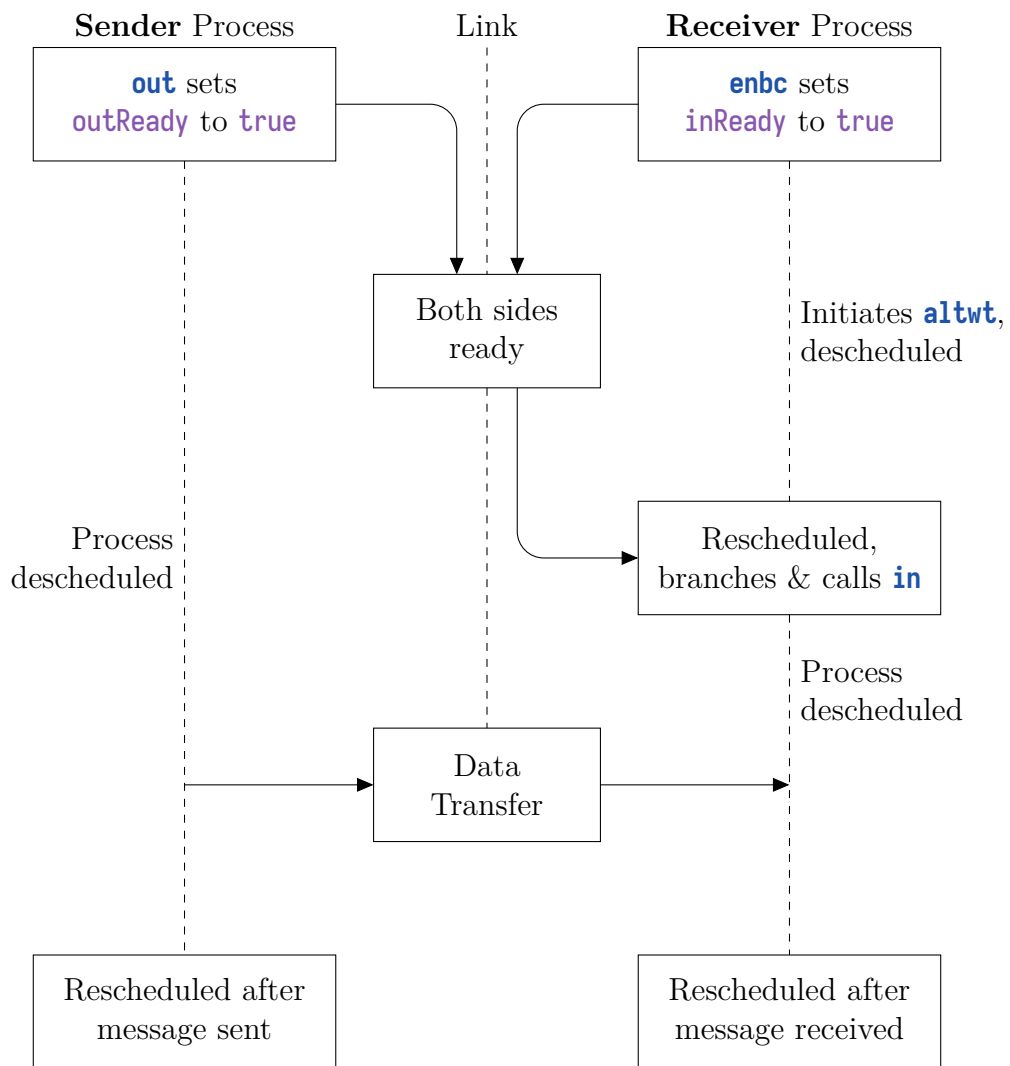 Sender Process
Link
Receiver Process
out sets
outReady to true
enbc sets
inReady to true
Both sides
ready
Initiates altwt,
descheduled
Process
descheduled
Rescheduled,
branches & calls in
Process
descheduled
Data
Transfer
Rescheduled after
message sent
Rescheduled after
message received